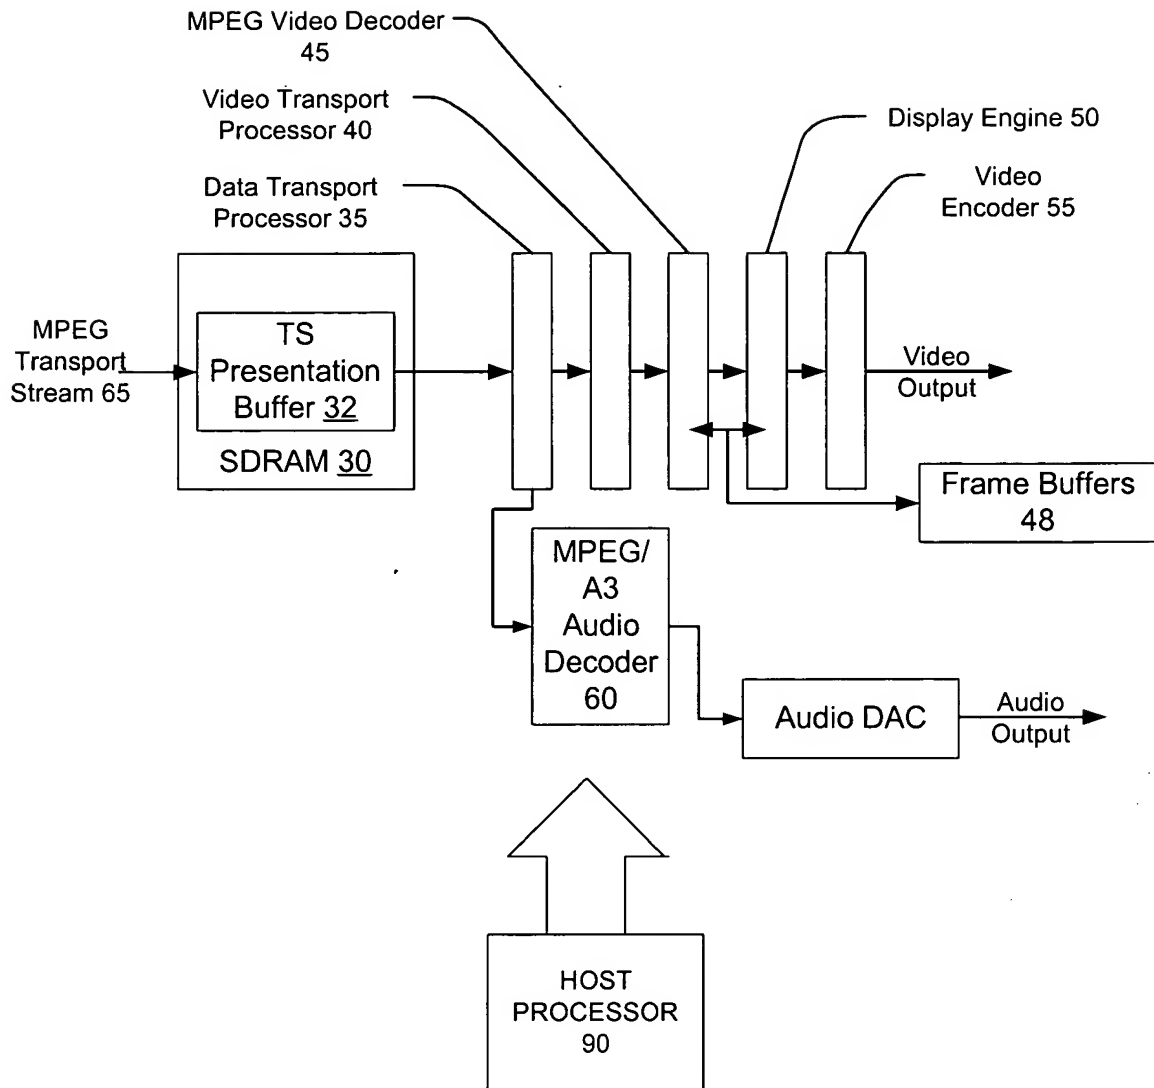 MPEG Video Decoder
45
Video Transport
Processor 40
Display Engine 50
Data Transport
Processor 35
Video
Encoder 55
MPEG
Transport
Stream 65
TS
Presentation
Buffer 32
SDRAM 30
Video
Output
Frame Buffers
48
MPEG/
A3
Audio
Decoder
60
Audio DAC
Audio
Output
HOST
PROCESSOR
90